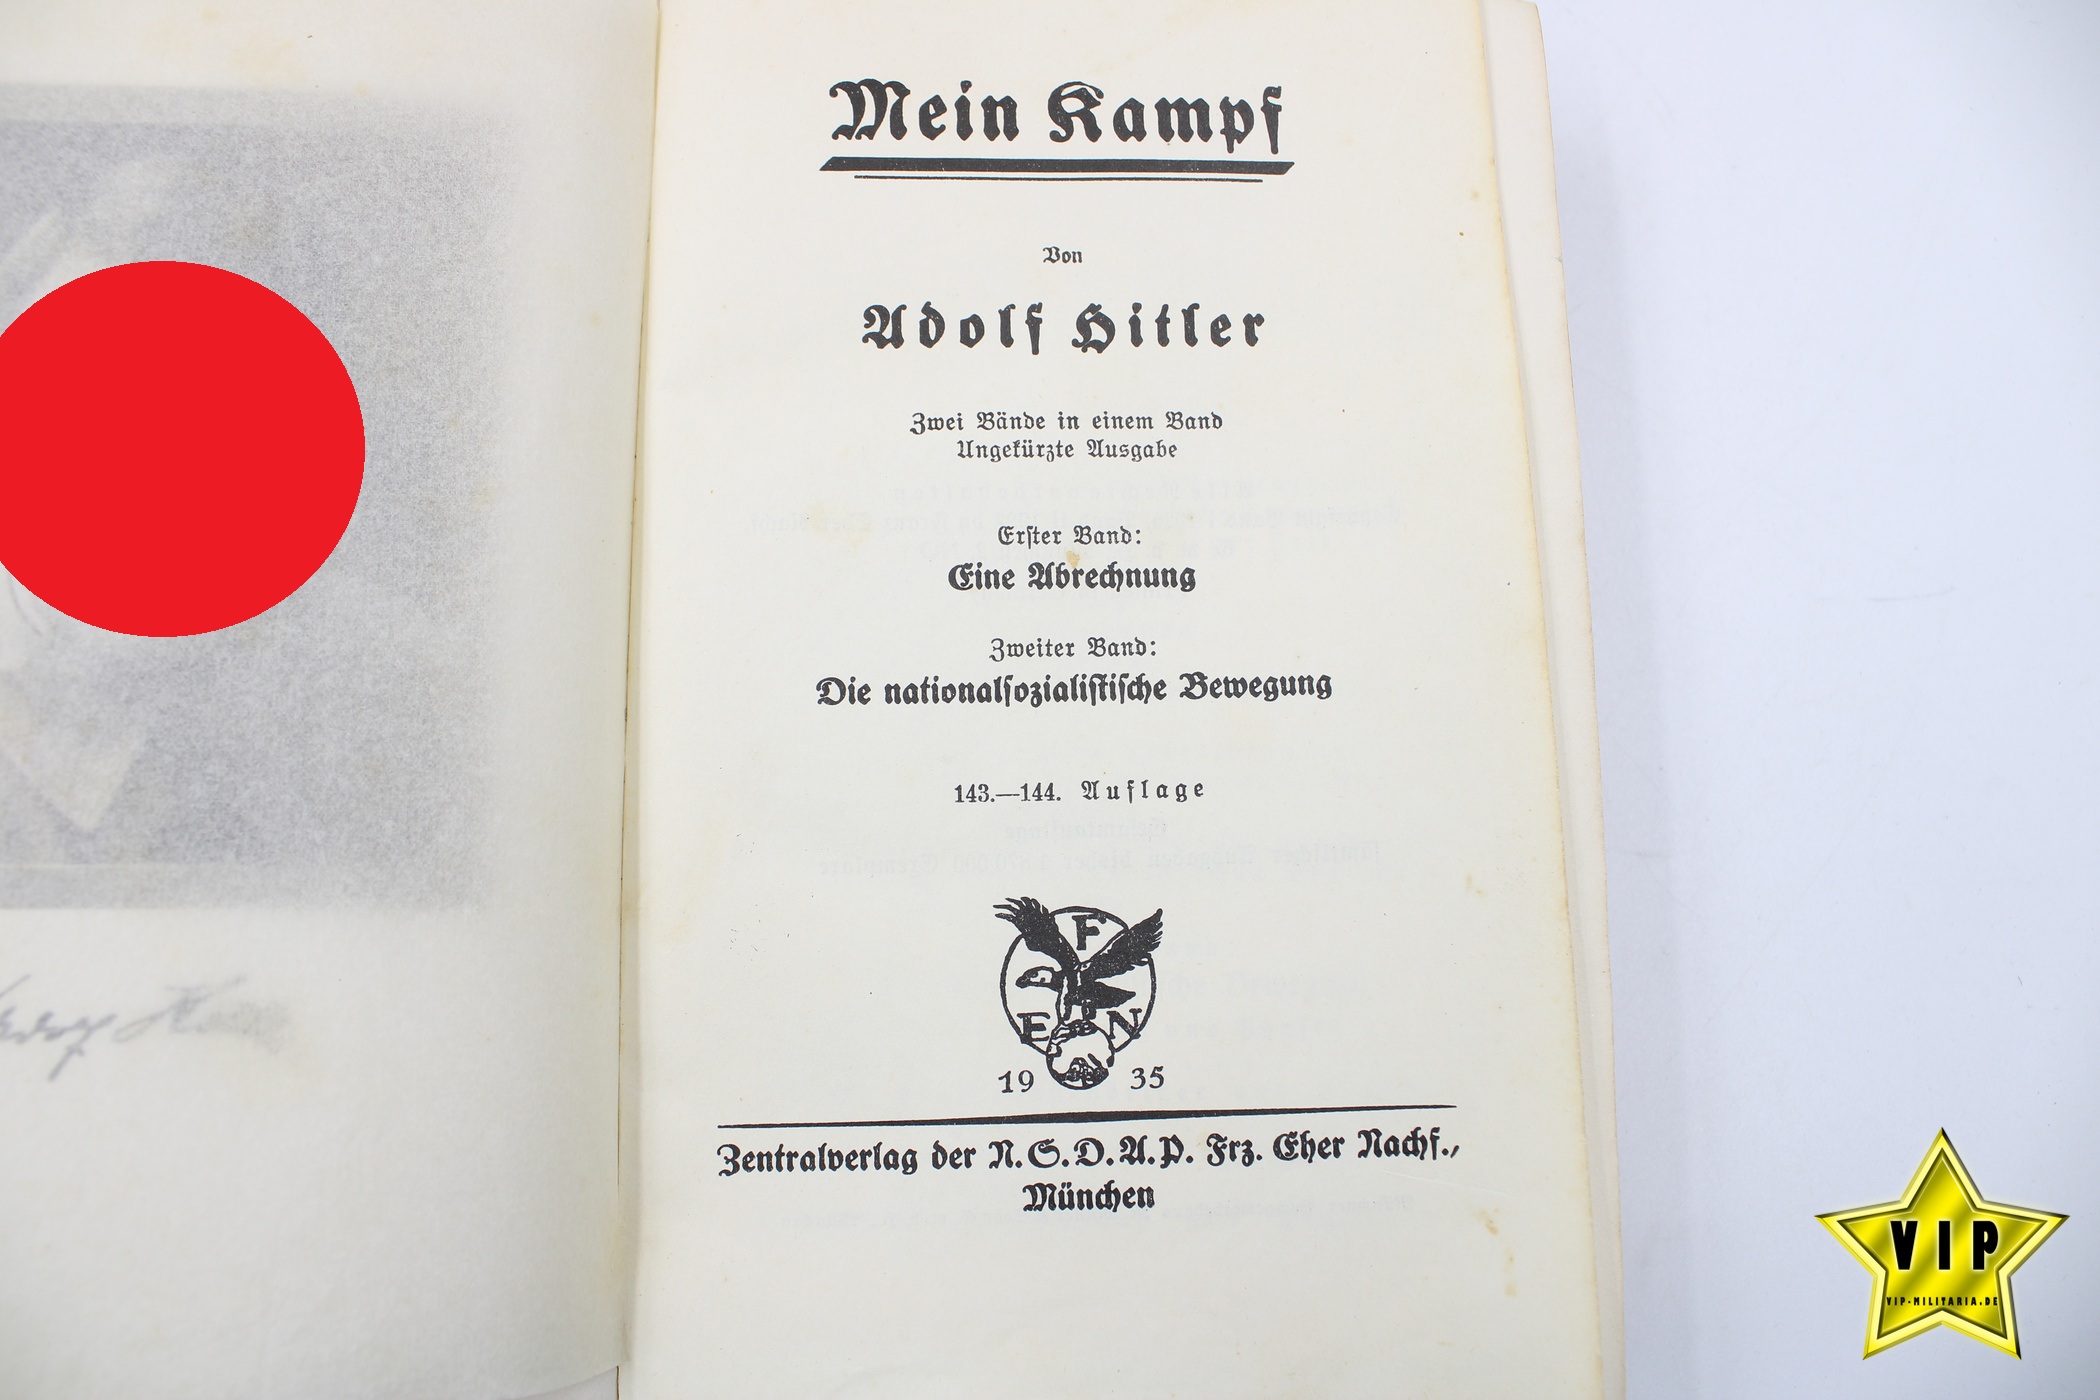 Mein Kampf
Von
Adolf Hitler
Zwei Bände in einem Band
Ungekürzte Ausgabe
Erster Band:
Eine Abrechnung
Zweiter Band:
Die nationalsozialistische Bewegung
143.—144. Auflage
F
E N
19 35
Zentralverlag der N.S.D.A.P. Frz. Eher Nachf.,
München
VIP
VIP-MILITARIA.DE